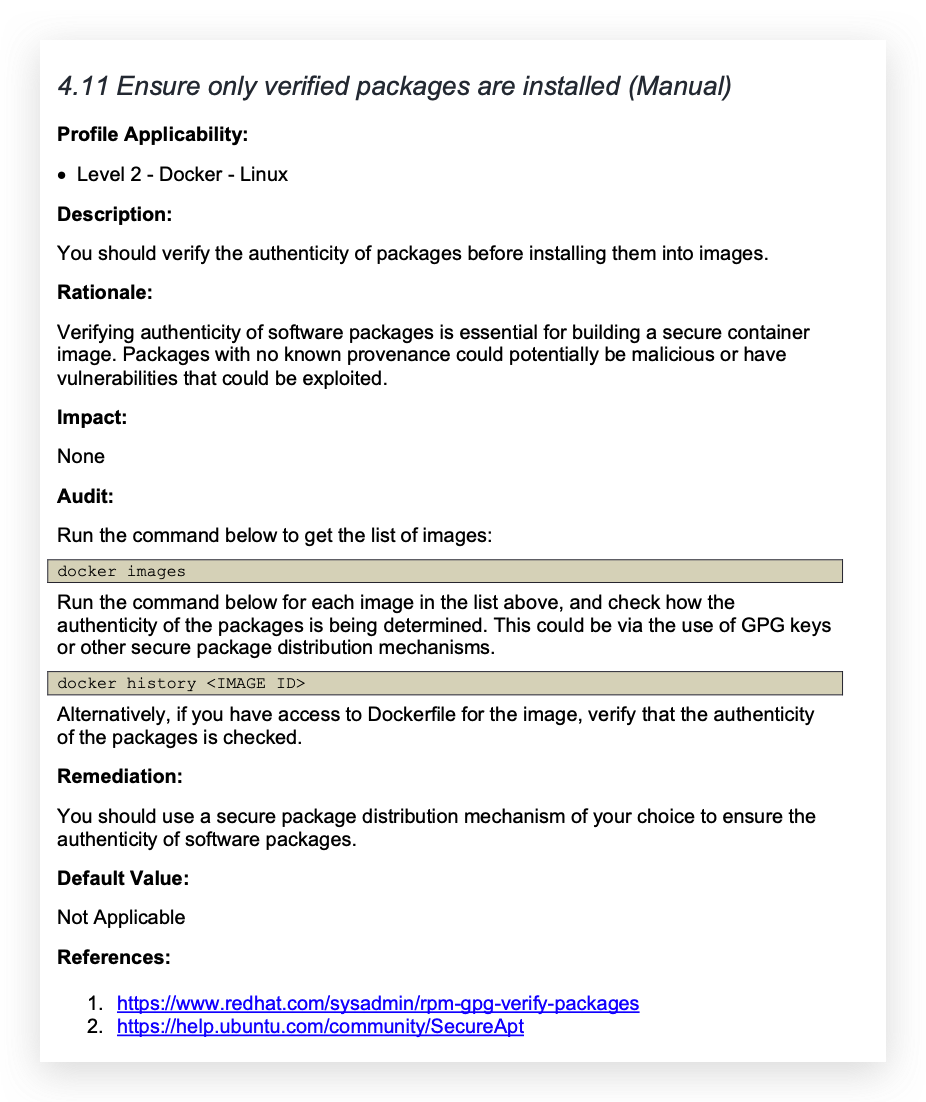 4.11 Ensure only verified packages are installed (Manual)
Profile Applicability:
• Level 2 - Docker - Linux
Description:
You should verify the authenticity of packages before installing them into images.
Rationale:
Verifying authenticity of software packages is essential for building a secure container
image. Packages with no known provenance could potentially be malicious or have
vulnerabilities that could be exploited.
Impact:
None
Audit:
Run the command below to get the list of images:
docker images
Run the command below for each image in the list above, and check how the
authenticity of the packages is being determined. This could be via the use of GPG keys
or other secure package distribution mechanisms.
docker history <IMAGE ID>
Alternatively, if you have access to Dockerfile for the image, verify that the authenticity
of the packages is checked.
Remediation:
You should use a secure package distribution mechanism of your choice to ensure the
authenticity of software packages.
Default Value:
Not Applicable
References:
1. https://www.redhat.com/sysadmin/rpm-gpg-verify-packages
2. https://help.ubuntu.com/community/SecureApt